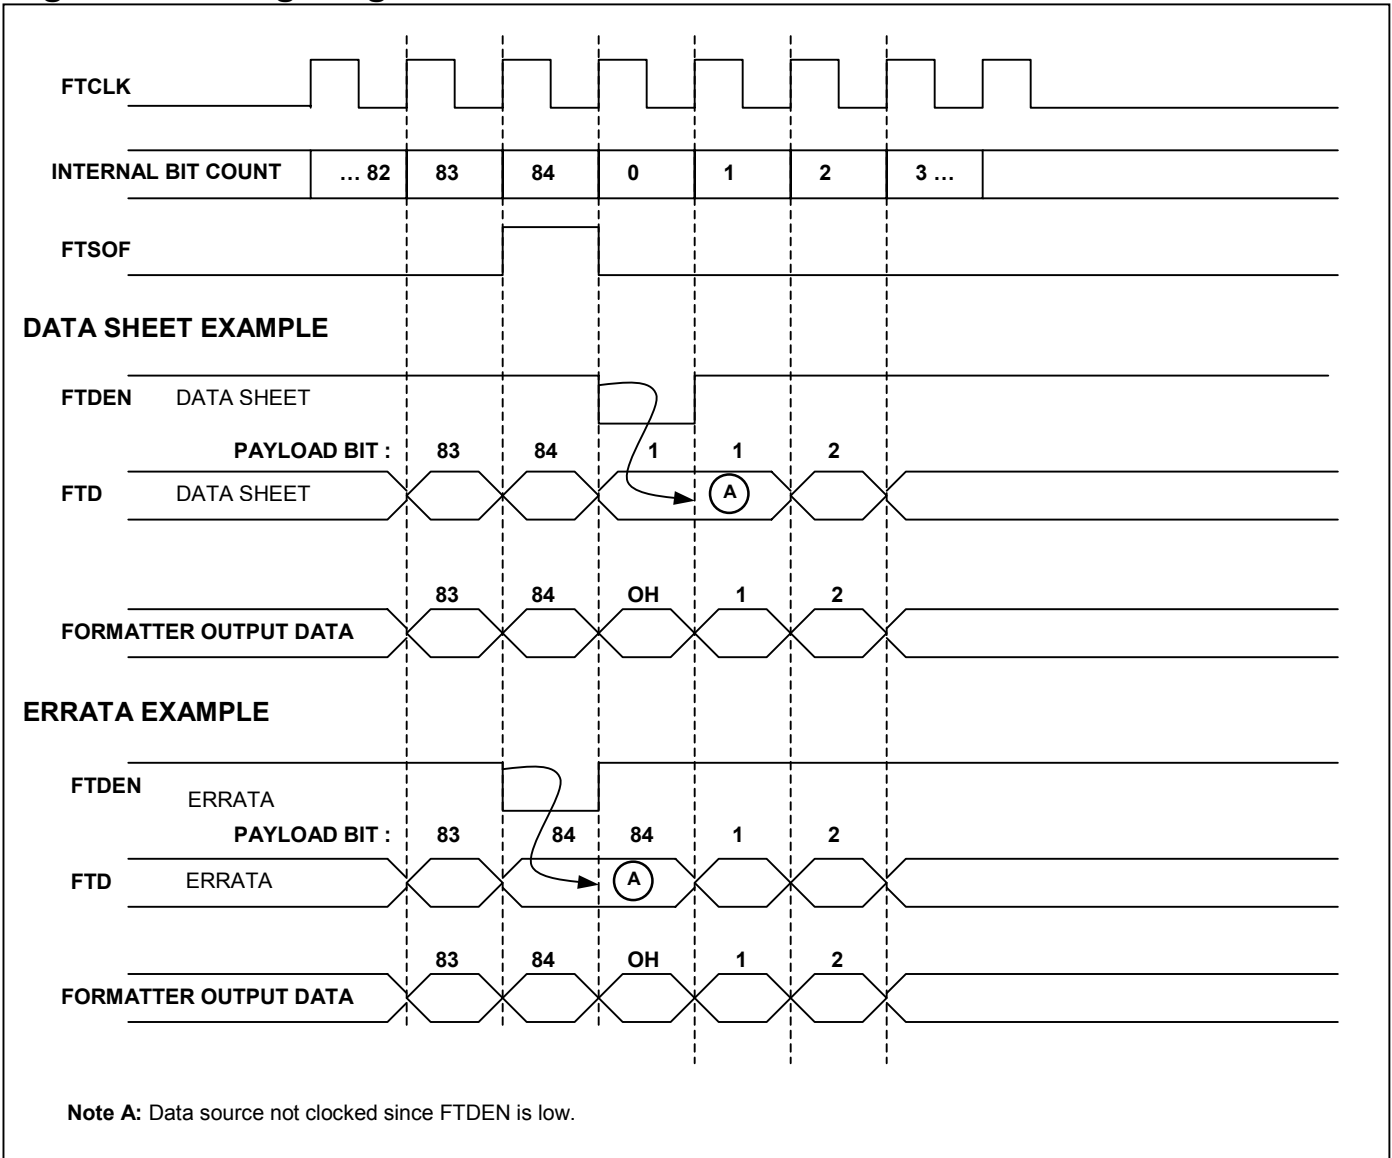 FTCLK
INTERNAL BIT COUNT ... 82 83 84 0 1 2 3 ...
FTSOF
DATA SHEET EXAMPLE
FTDEN DATA SHEET
PAYLOAD BIT : 83 84 1 1 2
FTD DATA SHEET A
83 84 OH 1 2
FORMATTER OUTPUT DATA
ERRATA EXAMPLE
FTDEN
ERRATA
PAYLOAD BIT : 83 84 84 1 2
FTD ERRATA A
83 84 OH 1 2
FORMATTER OUTPUT DATA
Note A: Data source not clocked since FTDEN is low.